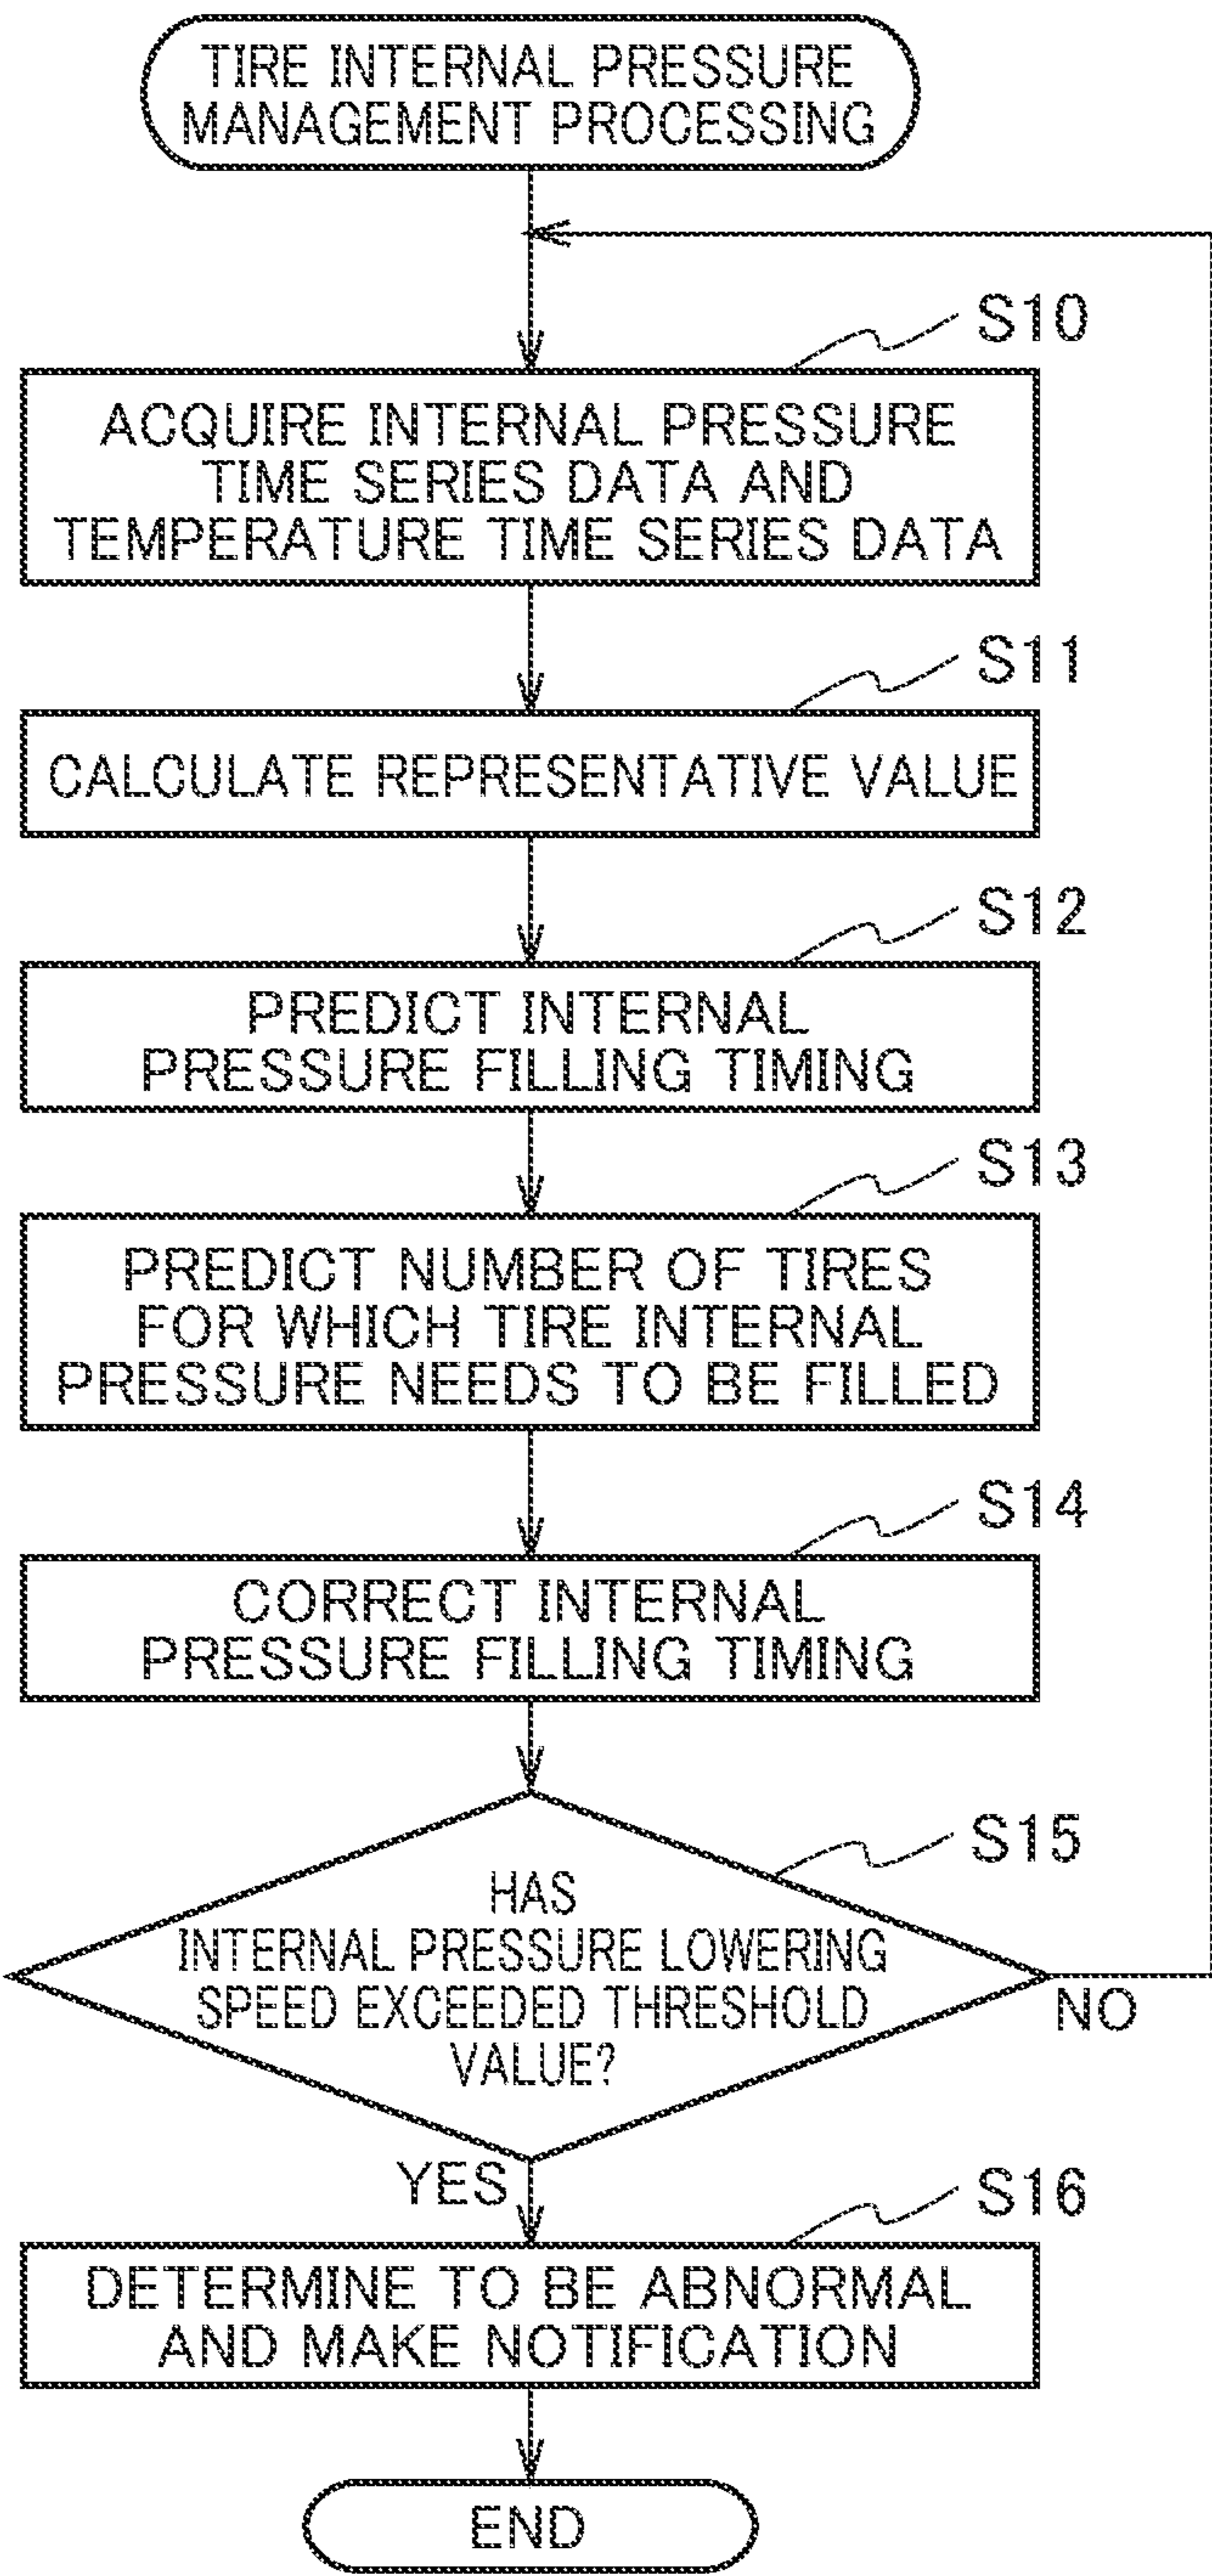 TIRE INTERNAL PRESSURE
MANAGEMENT PROCESSING
S10
ACQUIRE INTERNAL PRESSURE
TIME SERIES DATA AND
TEMPERATURE TIME SERIES DATA
S11
CALCULATE REPRESENTATIVE VALUE
S12
PREDICT INTERNAL
PRESSURE FILLING TIMING
S13
PREDICT NUMBER OF TIRES
FOR WHICH TIRE INTERNAL
PRESSURE NEEDS TO BE FILLED
S14
CORRECT INTERNAL
PRESSURE FILLING TIMING
S15
HAS
INTERNAL PRESSURE LOWERING
SPEED EXCEEDED THRESHOLD
VALUE?
NO
YES
S16
DETERMINE TO BE ABNORMAL
AND MAKE NOTIFICATION
END